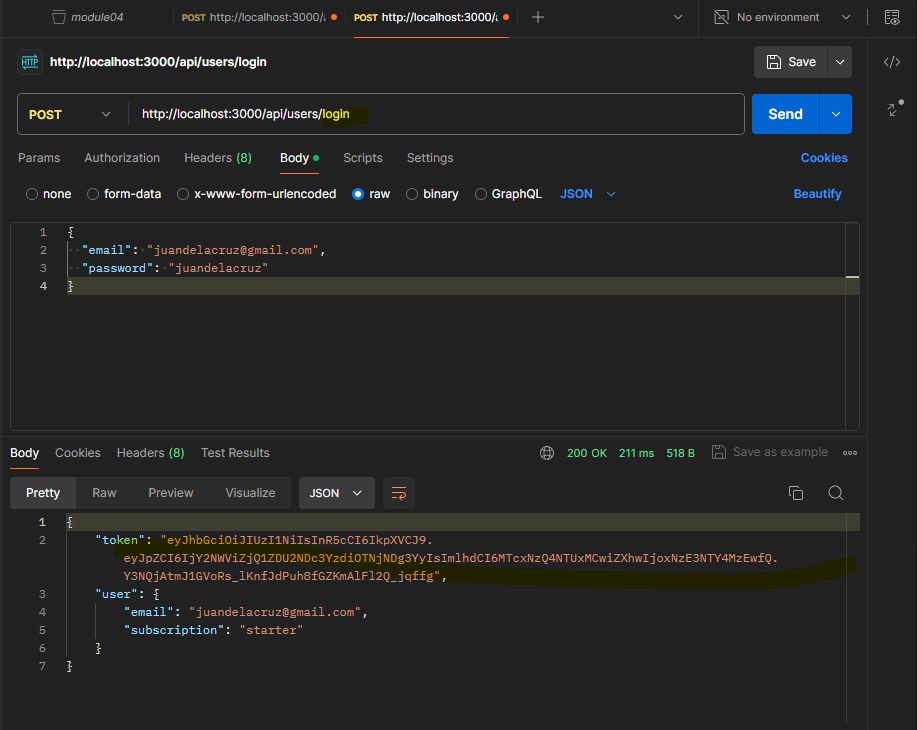 module04 POST http://localhost:3000/a POST http://localhost:3000/a No environment
HTTP http://localhost:3000/api/users/login Save
POST http://localhost:3000/api/users/login Send
Params Authorization Headers (8) Body Scripts Settings Cookies
none form-data x-www-form-urlencoded raw binary GraphQL JSON Beautify
1 {
2 "email": "juandelacruz@gmail.com",
3 "password": "juandelacruz"
4 }
Body Cookies Headers (8) Test Results 200 OK 211 ms 518 B Save as example
Pretty Raw Preview Visualize JSON
1 {
2 "token": "eyJhbGciOiJIUzI1NiIsInR5cCI6IkpXVCJ9.
eyJpZCI6IjY2NWViZjQ1ZDU2NDc3YzdiOTNjNDg3YyIsImlhdCI6MTcxNzQ4NTUxMCwiZXhwIjoxNzE3NTY4MzEwfQ.
Y3NQjAtmJ1GVoRs_lKnfJdPuh8fGZKmAlFl2Q_jqffg",
3 "user": {
4 "email": "juandelacruz@gmail.com",
5 "subscription": "starter"
6 }
7 }